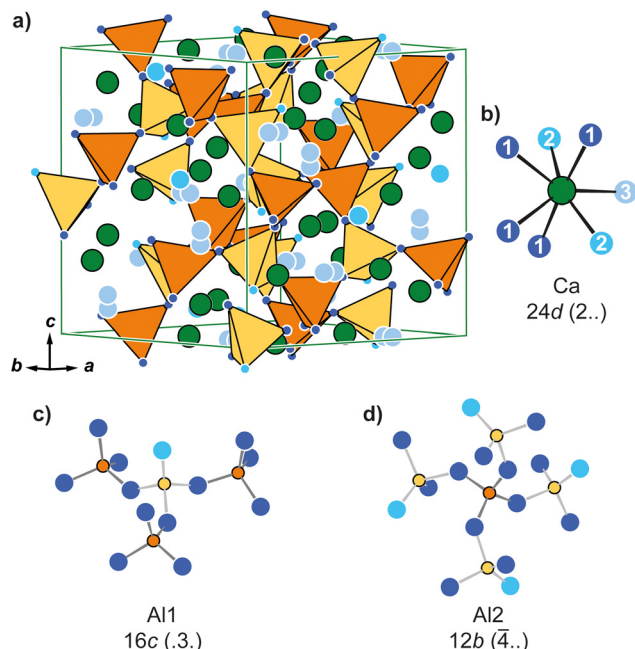 a)
b)
1
2
1
3
1
1
2
Ca
24d (2..)
c
b
a
c)
d)
Al1
16c (.3.)
Al2
12b (4̅..)